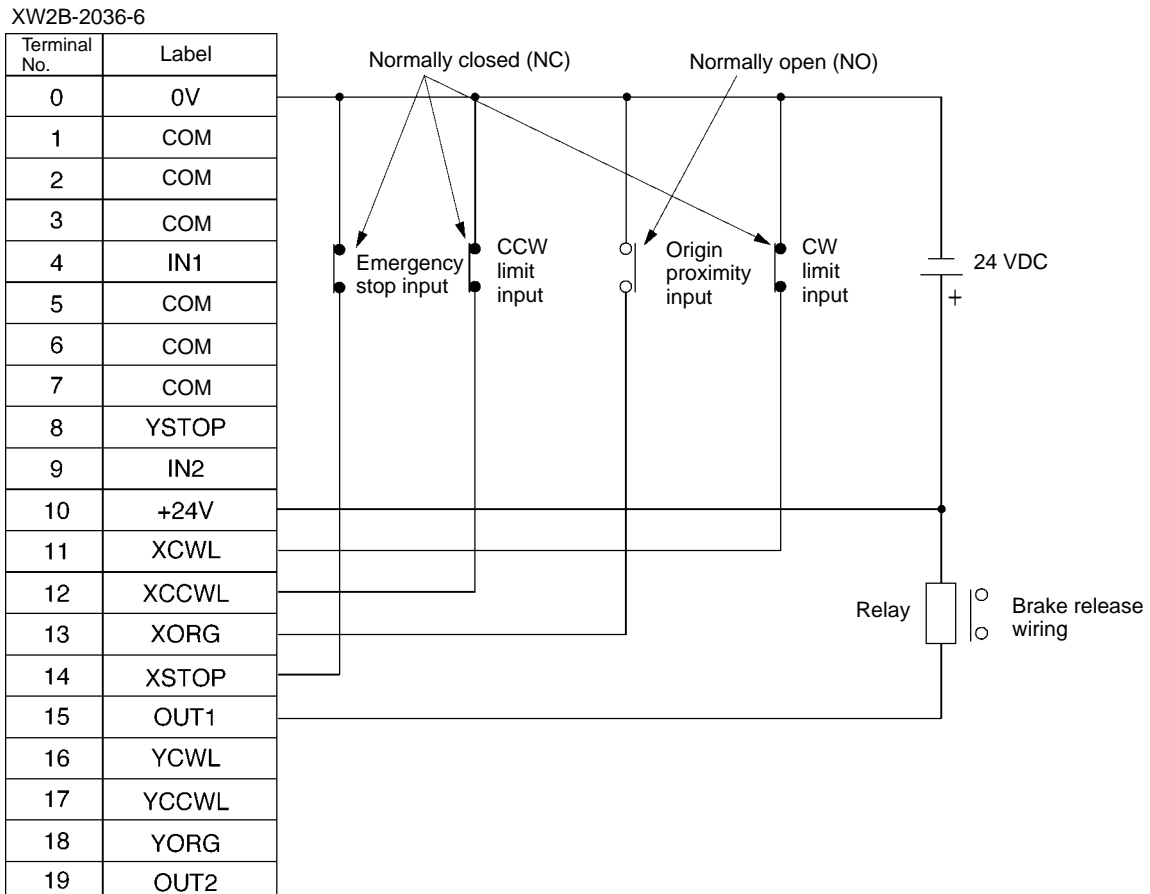 XW2B-2036-6
Terminal No. Label
0 0V
1 COM
2 COM
3 COM
4 IN1
5 COM
6 COM
7 COM
8 YSTOP
9 IN2
10 +24V
11 XCWL
12 XCCWL
13 XORG
14 XSTOP
15 OUT1
16 YCWL
17 YCCWL
18 YORG
19 OUT2
Normally closed (NC)
Normally open (NO)
Emergency
stop input
CCW
limit
input
Origin
proximity
input
CW
limit
input
24 VDC
+
Relay
Brake release
wiring